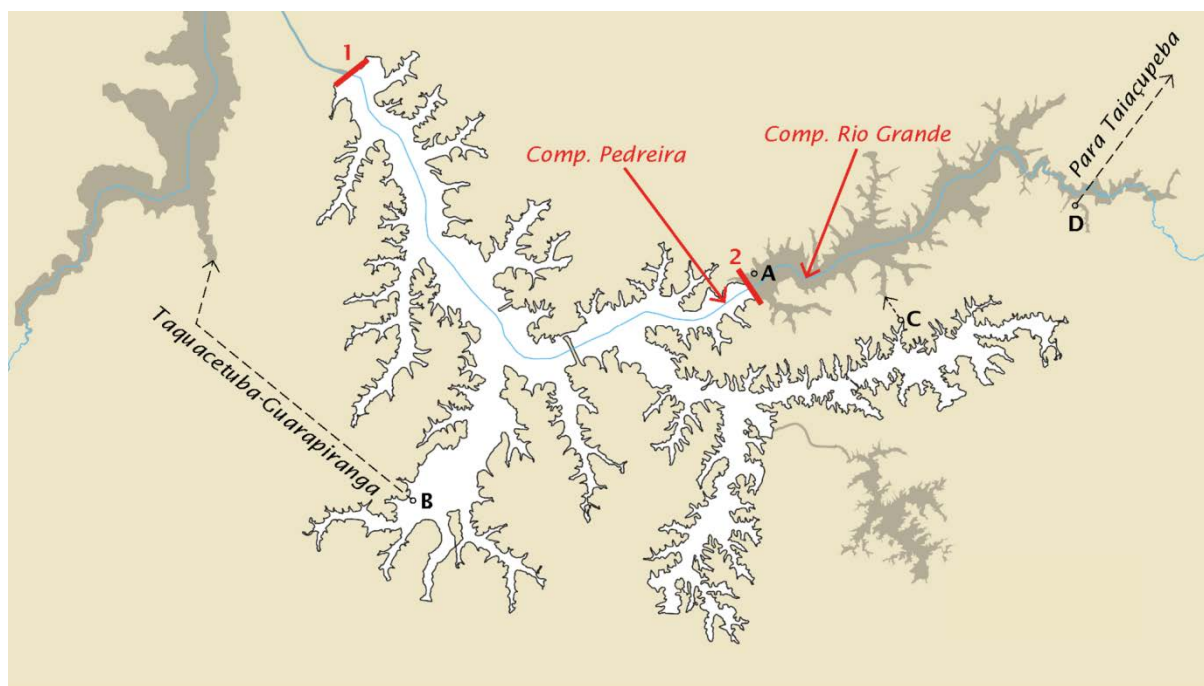 1
Para Taiaçupeba
Comp. Rio Grande
Comp. Pedreira
D
2
A
Taquacetuba-Guarapiranga
C
B